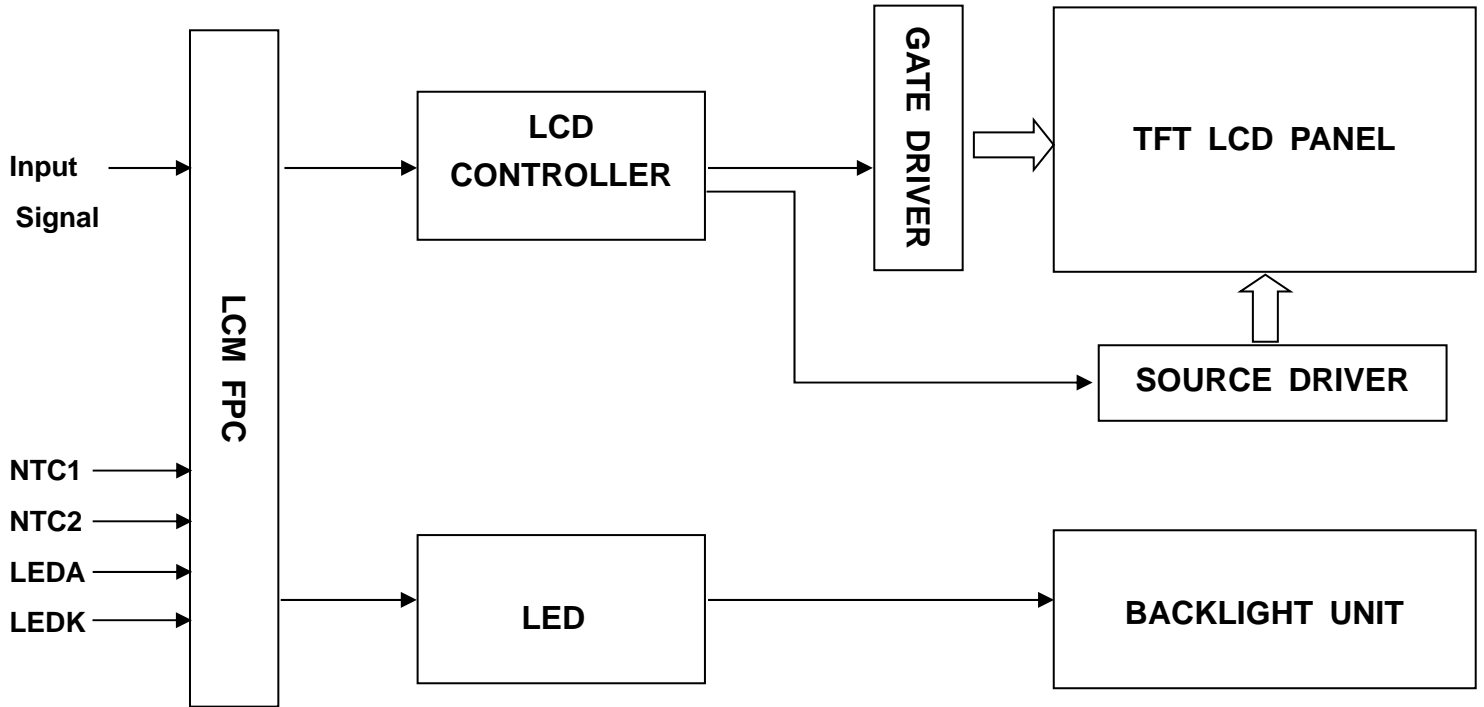 Input
Signal
NTC1
NTC2
LEDA
LEDK
LCM FPC
LCD
CONTROLLER
GATE DRIVER
TFT LCD PANEL
SOURCE DRIVER
LED
BACKLIGHT UNIT